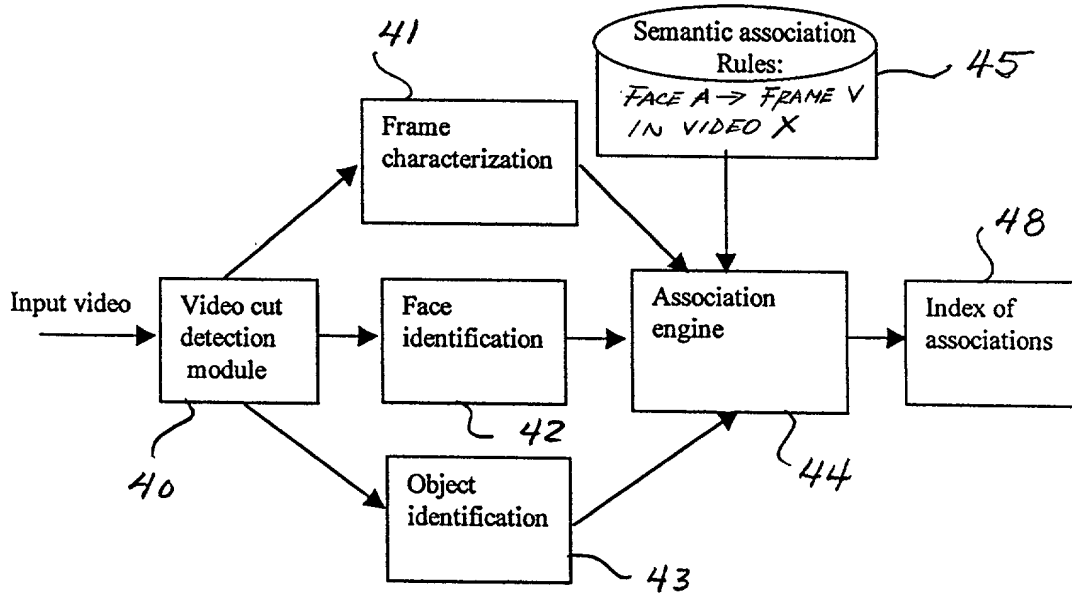 41
Semantic association
Rules:
FACE A → FRAME V
IN VIDEO X
45
Frame
characterization
48
Input video
Video cut
detection
module
Face
identification
Association
engine
Index of
associations
40
42
44
Object
identification
43